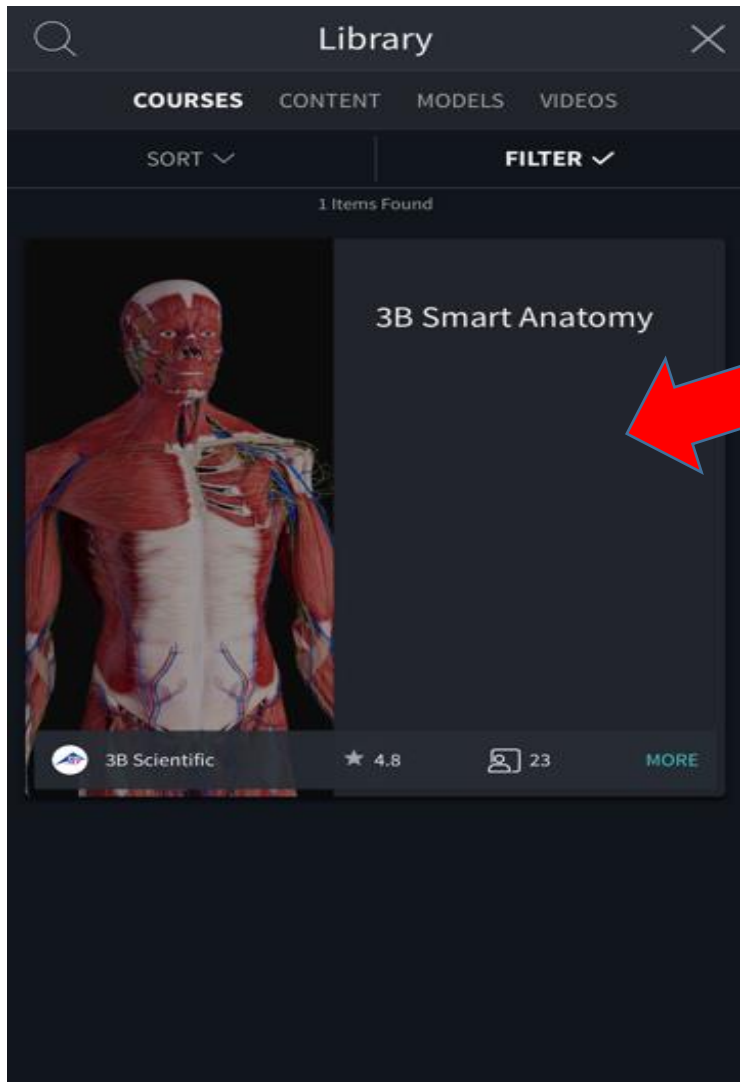 Library
COURSES CONTENT MODELS VIDEOS
SORT FILTER
1 Items Found
3B Smart Anatomy
3B Scientific 4.8 23 MORE